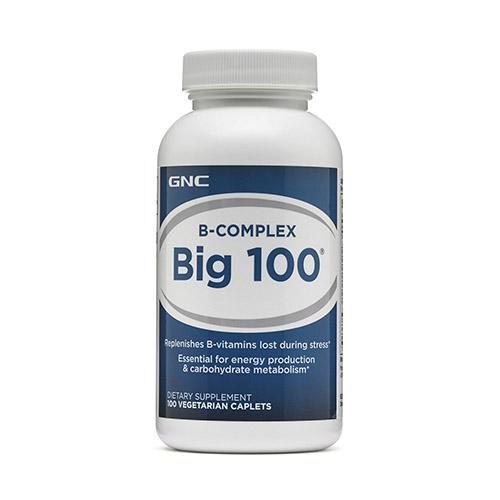 GNC
B-COMPLEX
Big 100®
Replenishes B-vitamins lost during stress*
Essential for energy production
& carbohydrate metabolism*
DIETARY SUPPLEMENT
100 VEGETARIAN CAPLETS